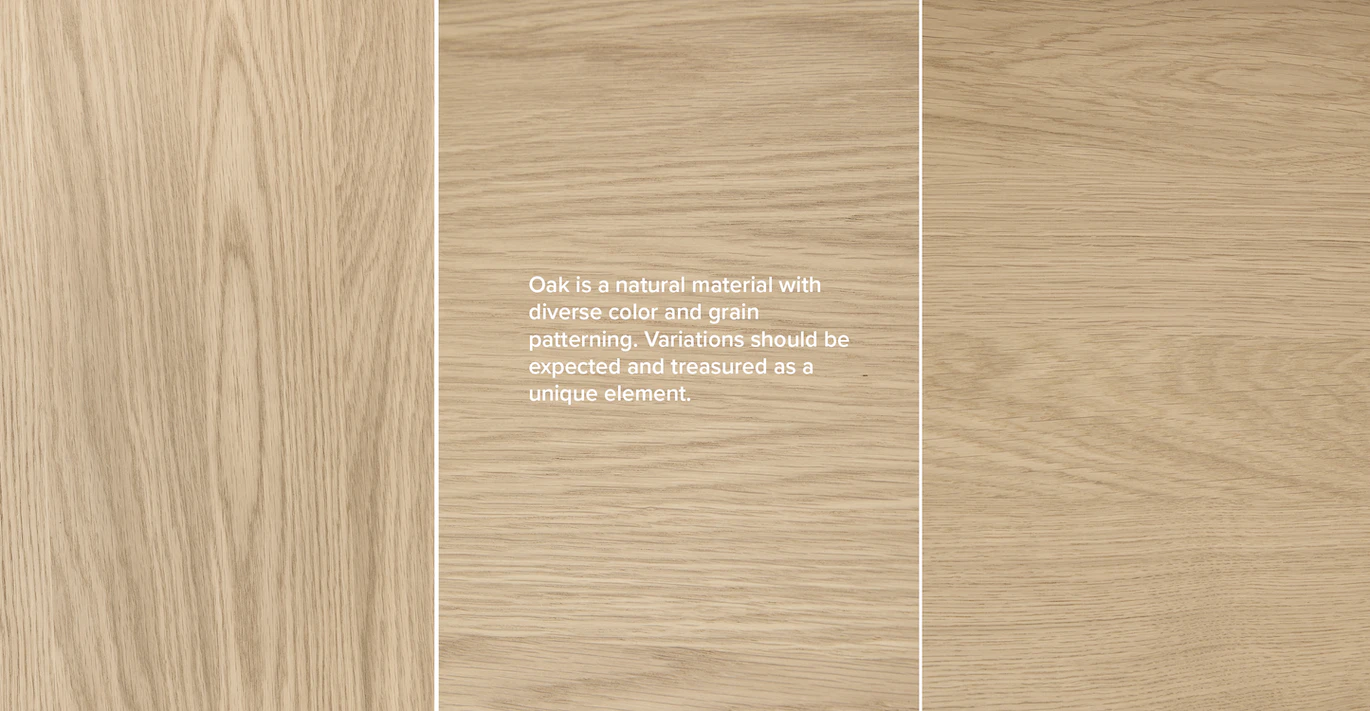 Oak is a natural material with
diverse color and grain
patterning. Variations should be
expected and treasured as a
unique element.